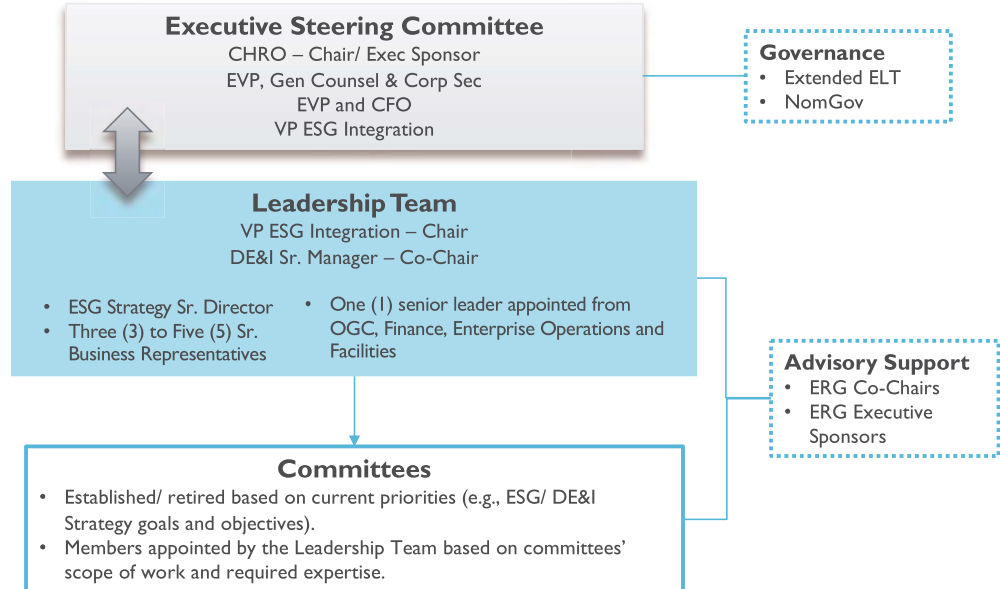 Executive Steering Committee
CHRO – Chair/ Exec Sponsor
EVP, Gen Counsel & Corp Sec
EVP and CFO
VP ESG Integration
Governance
• Extended ELT
• NomGov
Leadership Team
VP ESG Integration – Chair
DE&I Sr. Manager – Co-Chair
• ESG Strategy Sr. Director
• Three (3) to Five (5) Sr.
Business Representatives
• One (1) senior leader appointed from
OGC, Finance, Enterprise Operations and
Facilities
Advisory Support
• ERG Co-Chairs
• ERG Executive
Sponsors
Committees
• Established/ retired based on current priorities (e.g., ESG/ DE&I
Strategy goals and objectives).
• Members appointed by the Leadership Team based on committees’
scope of work and required expertise.